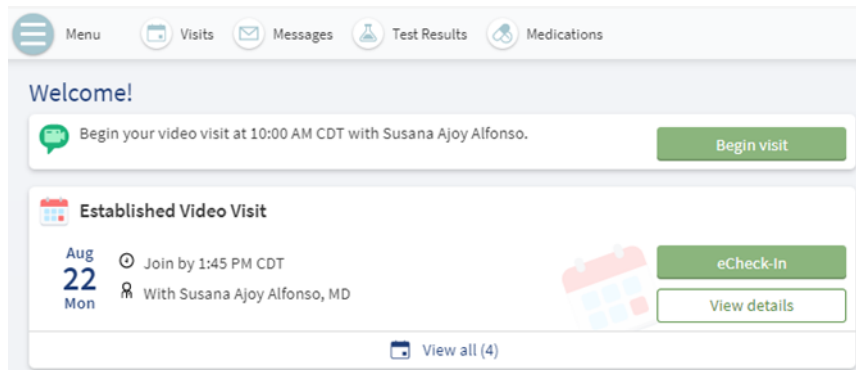 Menu Visits Messages Test Results Medications
Welcome!
Begin your video visit at 10:00 AM CDT with Susana Ajoy Alfonso.
Begin visit
Established Video Visit
Aug
22
Mon
Join by 1:45 PM CDT
With Susana Ajoy Alfonso, MD
eCheck-In
View details
View all (4)